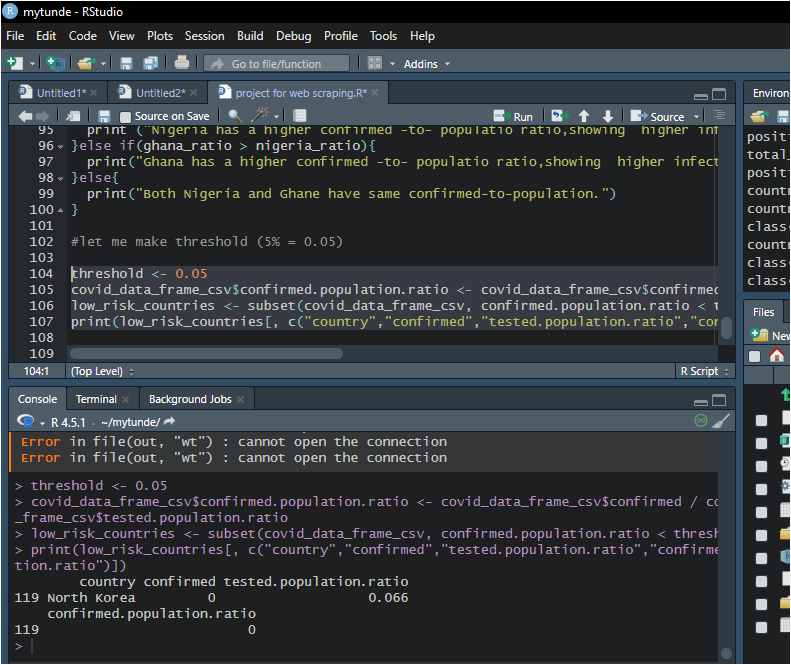 mytunde - RStudio
File Edit Code View Plots Session Build Debug Profile Tools Help
Go to file/function Addins
Untitled1* Untitled2* project for web scraping.R*
Source on Save Run Source
95 print ("Nigeria has a higher confirmed -to- populatio ratio,showing  higher inf
96 }else if(ghana_ratio > nigeria_ratio){
97 print("Ghana has a higher confirmed -to- populatio ratio,showing  higher infect
98 }else{
99 print("Both Nigeria and Ghane have same confirmed-to-population.")
100 }
101
102 #let me make threshold (5% = 0.05)
103
104 threshold <- 0.05
105 covid_data_frame_csv$confirmed.population.ratio <- covid_data_frame_csv$confirmed
106 low_risk_countries <- subset(covid_data_frame_csv, confirmed.population.ratio < t
107 print(low_risk_countries[, c("country","confirmed","tested.population.ratio","con
108
109
104:1 (Top Level) R Script
Console Terminal Background Jobs
R 4.5.1 · ~/mytunde/
Error in file(out, "wt") : cannot open the connection
Error in file(out, "wt") : cannot open the connection
> threshold <- 0.05
> covid_data_frame_csv$confirmed.population.ratio <- covid_data_frame_csv$confirmed / co
_frame_csv$tested.population.ratio
> low_risk_countries <- subset(covid_data_frame_csv, confirmed.population.ratio < thresh
> print(low_risk_countries[, c("country","confirmed","tested.population.ratio","confirme
tion.ratio")])
country confirmed tested.population.ratio
119 North Korea 0 0.066
confirmed.population.ratio
119 0
>
Environ
positi
total_
positi
countr
countr
class(
countr
class(
class(
Files
New